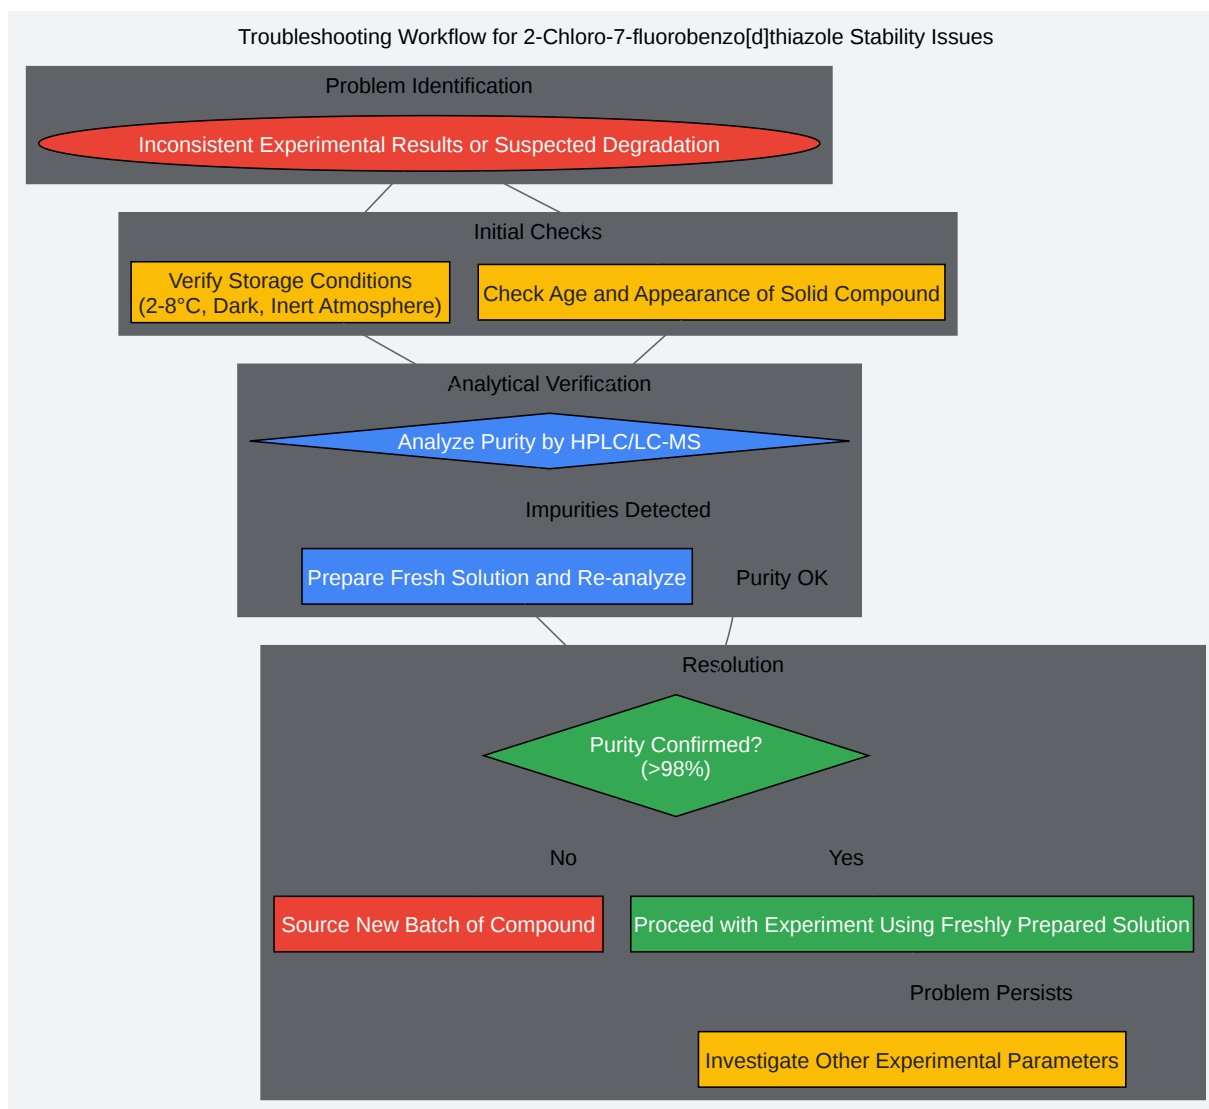 Troubleshooting Workflow for 2-Chloro-7-fluorobenzo[d]thiazole Stability Issues
Problem Identification
Inconsistent Experimental Results or Suspected Degradation
Initial Checks
Verify Storage Conditions
(2-8°C, Dark, Inert Atmosphere)
Check Age and Appearance of Solid Compound
Analytical Verification
Analyze Purity by HPLC/LC-MS
Impurities Detected
Prepare Fresh Solution and Re-analyze
Purity OK
Resolution
Purity Confirmed?
(>98%)
No
Yes
Source New Batch of Compound
Proceed with Experiment Using Freshly Prepared Solution
Problem Persists
Investigate Other Experimental Parameters